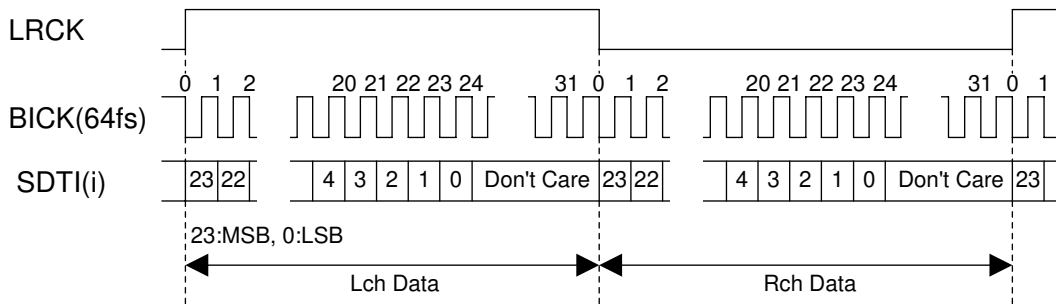 LRCK
0 1 2 20 21 22 23 24 31 0 1 2 20 21 22 23 24 31 0 1
BICK(64fs)
SDTI(i) 23 22 4 3 2 1 0 Don't Care 23 22 4 3 2 1 0 Don't Care 23
23:MSB, 0:LSB
Lch Data Rch Data